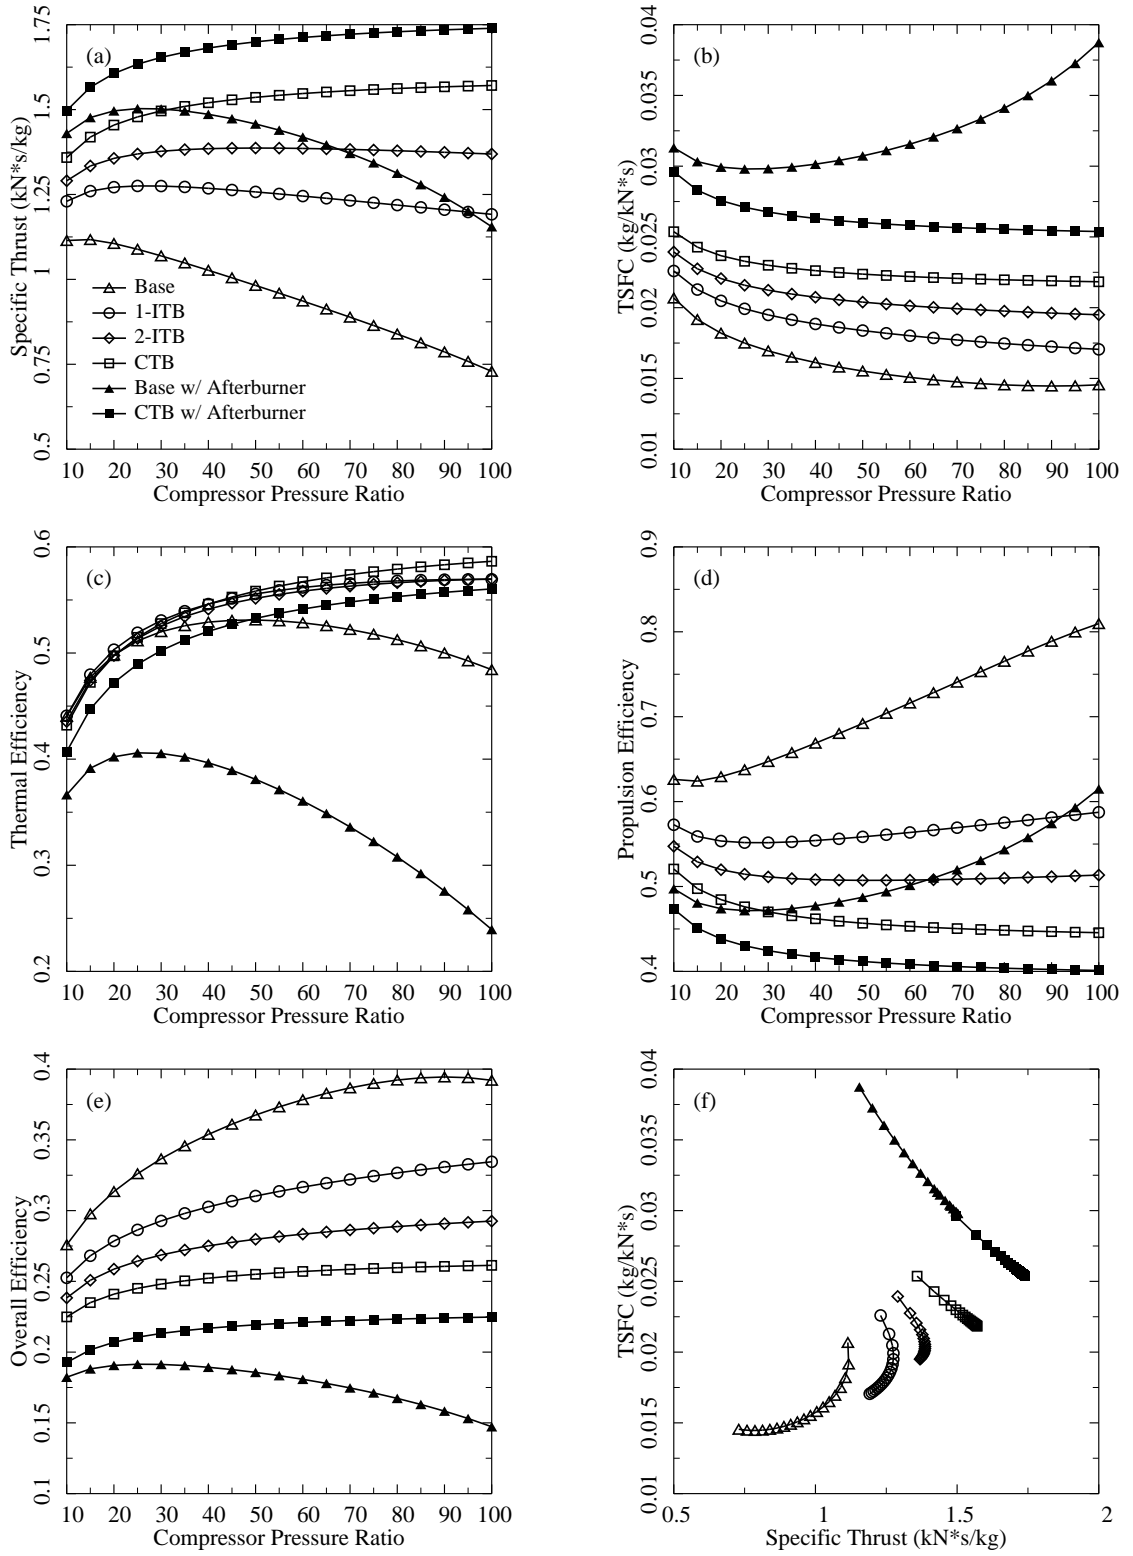 (a)
Specific Thrust (kN*s/kg)
1.75
1.5
1.25
1
0.75
0.5
Base
1-ITB
2-ITB
CTB
Base w/ Afterburner
CTB w/ Afterburner
10 20 30 40 50 60 70 80 90 100
Compressor Pressure Ratio
(b)
TSFC (kg/kN*s)
0.04
0.035
0.03
0.025
0.02
0.015
0.01
10 20 30 40 50 60 70 80 90 100
Compressor Pressure Ratio
(c)
Thermal Efficiency
0.6
0.5
0.4
0.3
0.2
10 20 30 40 50 60 70 80 90 100
Compressor Pressure Ratio
(d)
Propulsion Efficiency
0.9
0.8
0.7
0.6
0.5
0.4
10 20 30 40 50 60 70 80 90 100
Compressor Pressure Ratio
(e)
Overall Efficiency
0.4
0.35
0.3
0.25
0.2
0.15
0.1
10 20 30 40 50 60 70 80 90 100
Compressor Pressure Ratio
(f)
TSFC (kg/kN*s)
0.04
0.035
0.03
0.025
0.02
0.015
0.01
0.5 1 1.5 2
Specific Thrust (kN*s/kg)